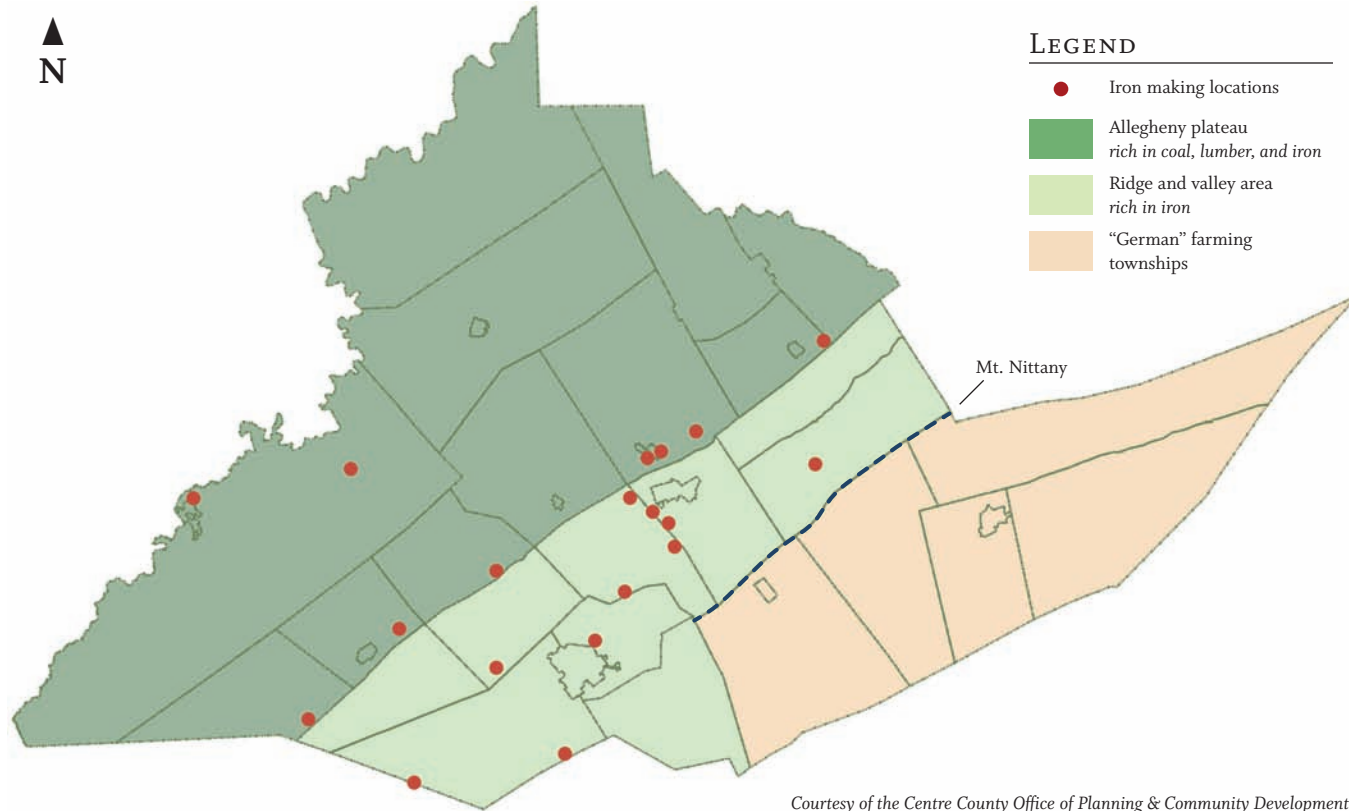 N
LEGEND
Iron making locations
Allegheny plateau
rich in coal, lumber, and iron
Ridge and valley area
rich in iron
“German” farming
townships
Mt. Nittany
Courtesy of the Centre County Office of Planning & Community Development